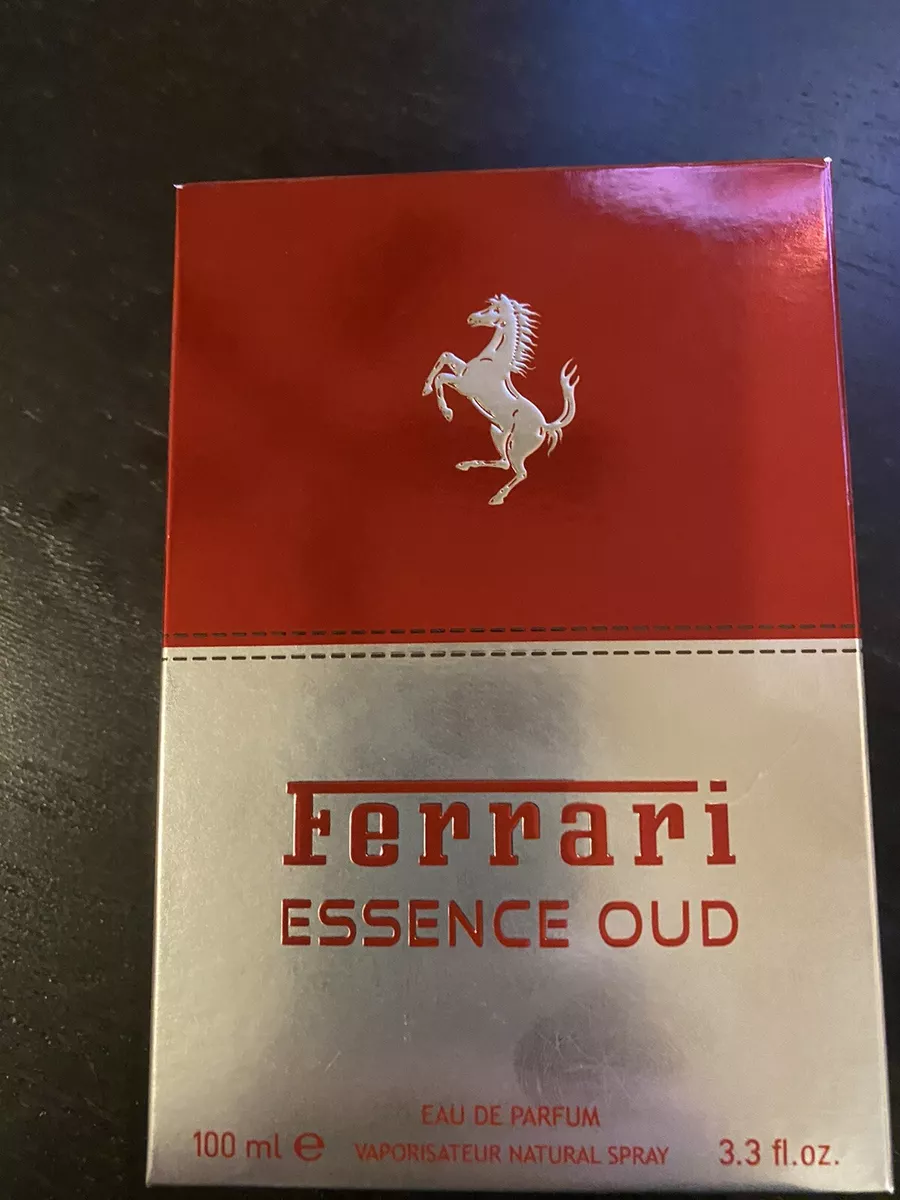 Ferrari
ESSENCE OUD
EAU DE PARFUM
100 ml ℮ VAPORISATEUR NATURAL SPRAY 3.3 fl.oz.